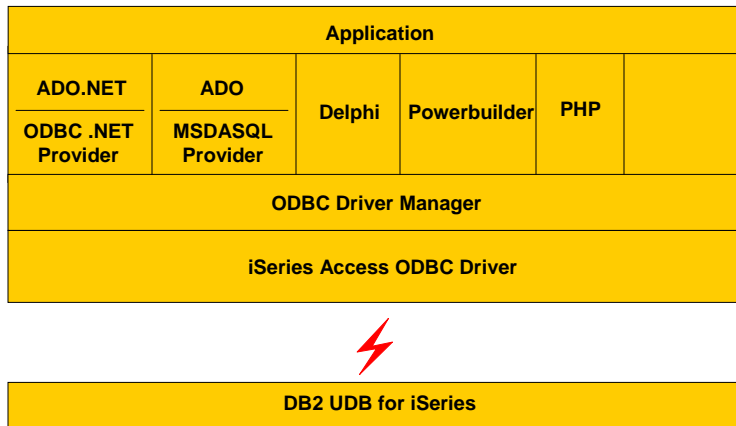 Application
ADO.NET
ODBC .NET
Provider
ADO
MSDASQL
Provider
Delphi
Powerbuilder
PHP
ODBC Driver Manager
iSeries Access ODBC Driver
DB2 UDB for iSeries